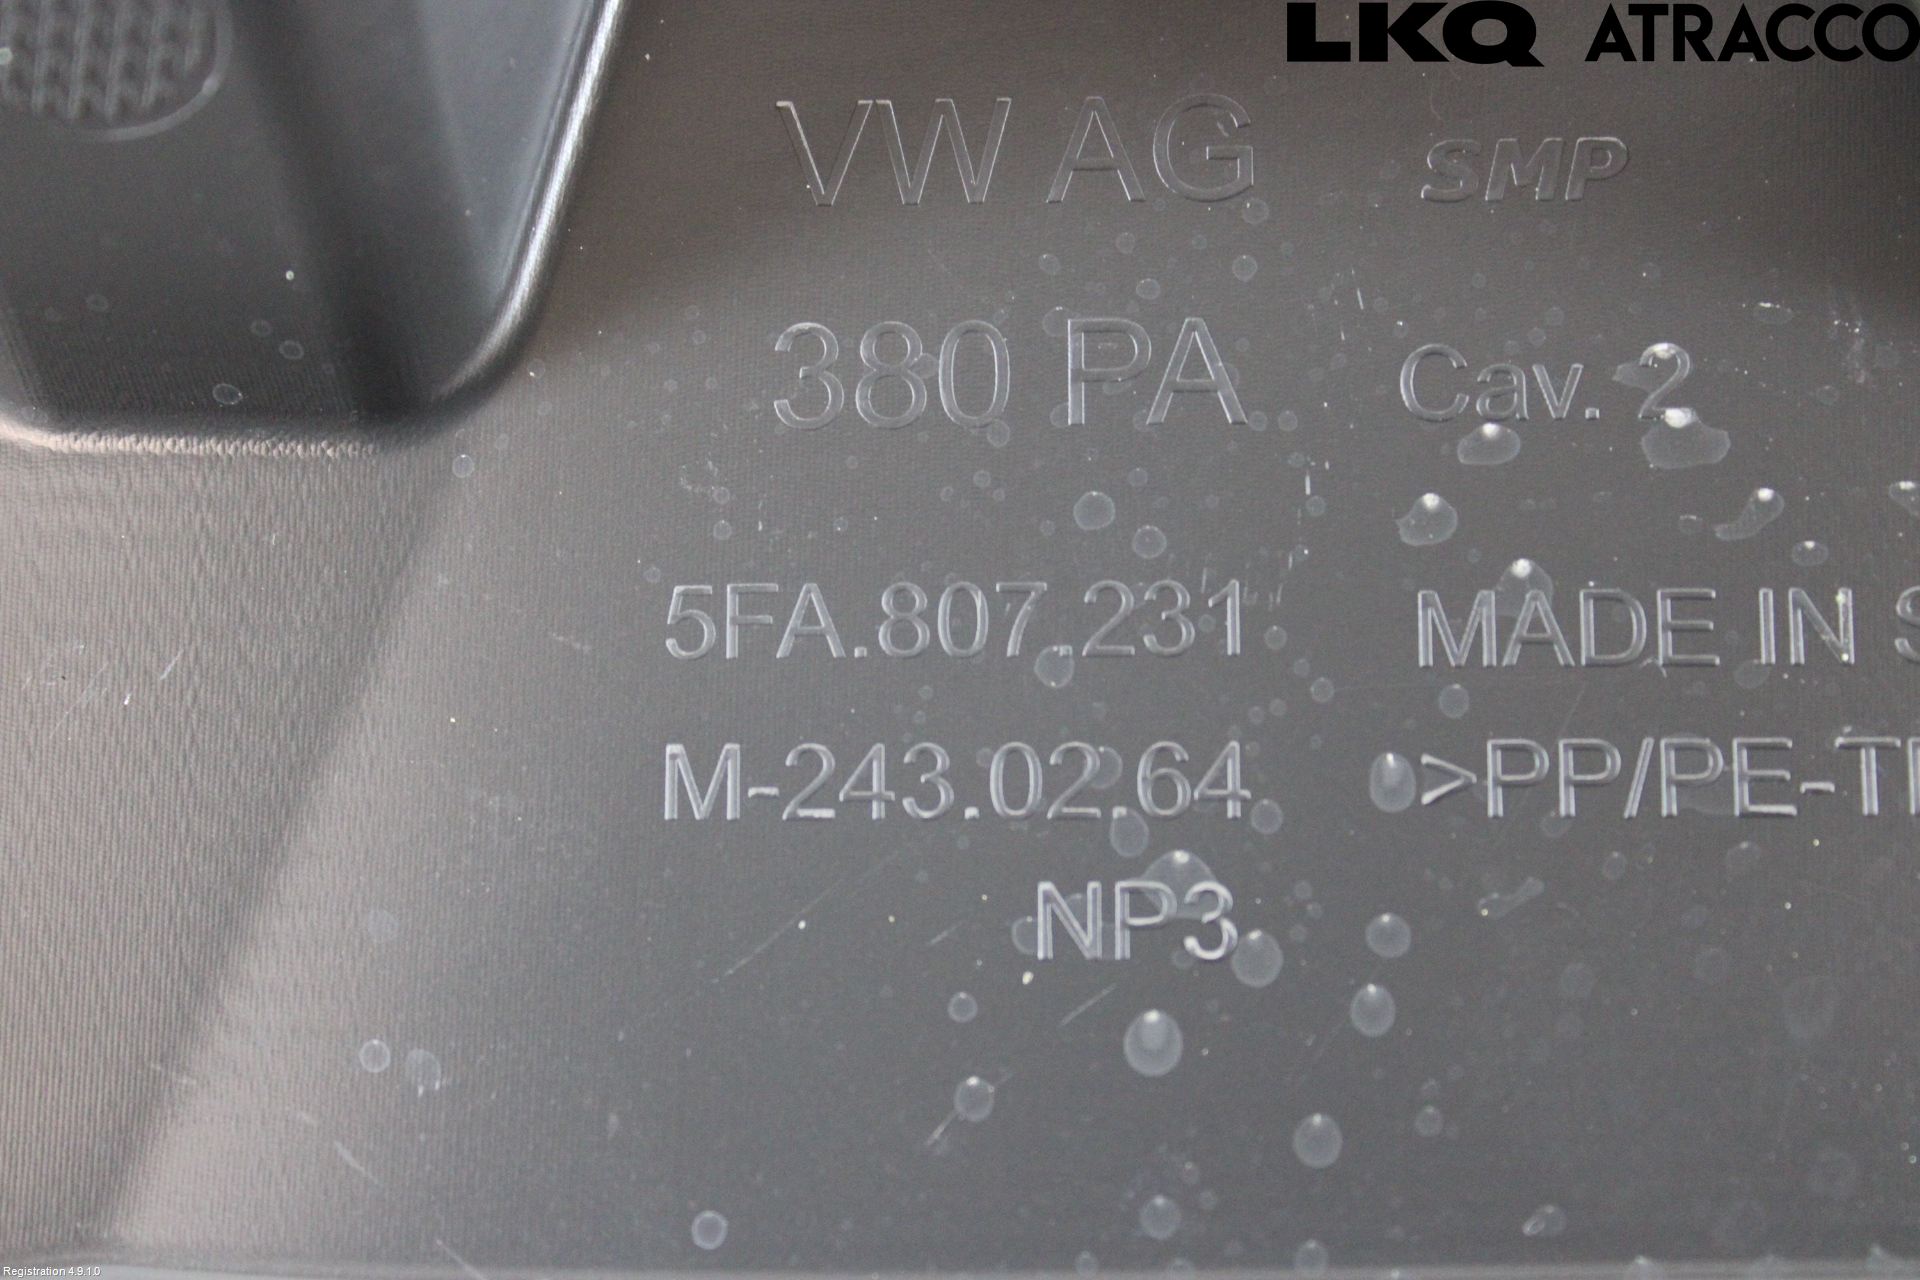 LKQ ATRACCO
VW AG SMP
380 PA Cav. 2
5FA.807.231 MADE IN
M-243.02.64 >PP/PE-
NP3
Registration 4.9.1.0